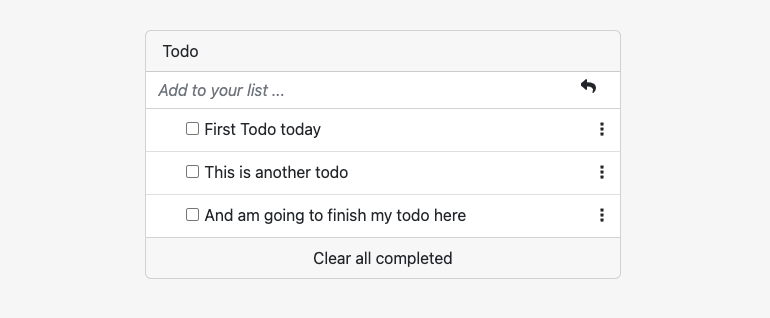 Todo
Add to your list ...
First Todo today
This is another todo
And am going to finish my todo here
Clear all completed